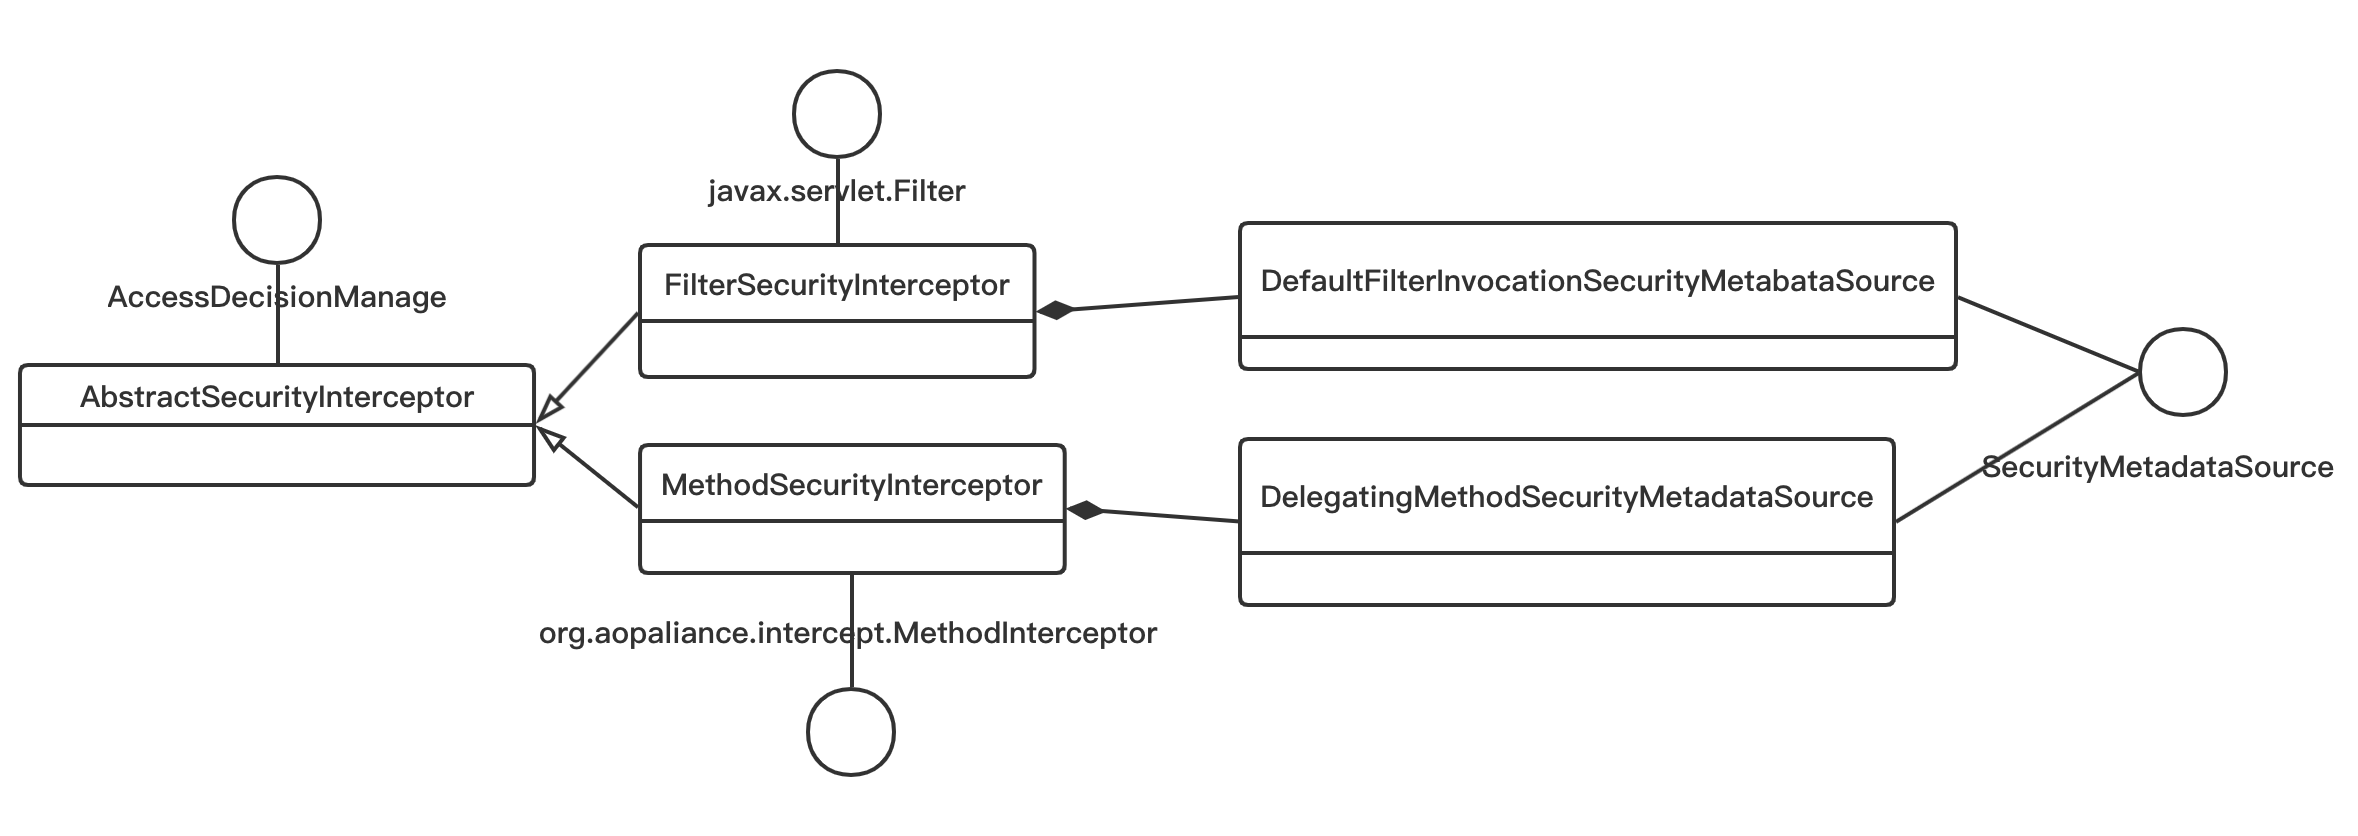 javax.servlet.Filter
AccessDecisionManage
FilterSecurityInterceptor
DefaultFilterInvocationSecurityMetabataSource
AbstractSecurityInterceptor
MethodSecurityInterceptor
DelegatingMethodSecurityMetadataSource
SecurityMetadataSource
org.aopaliance.intercept.MethodInterceptor